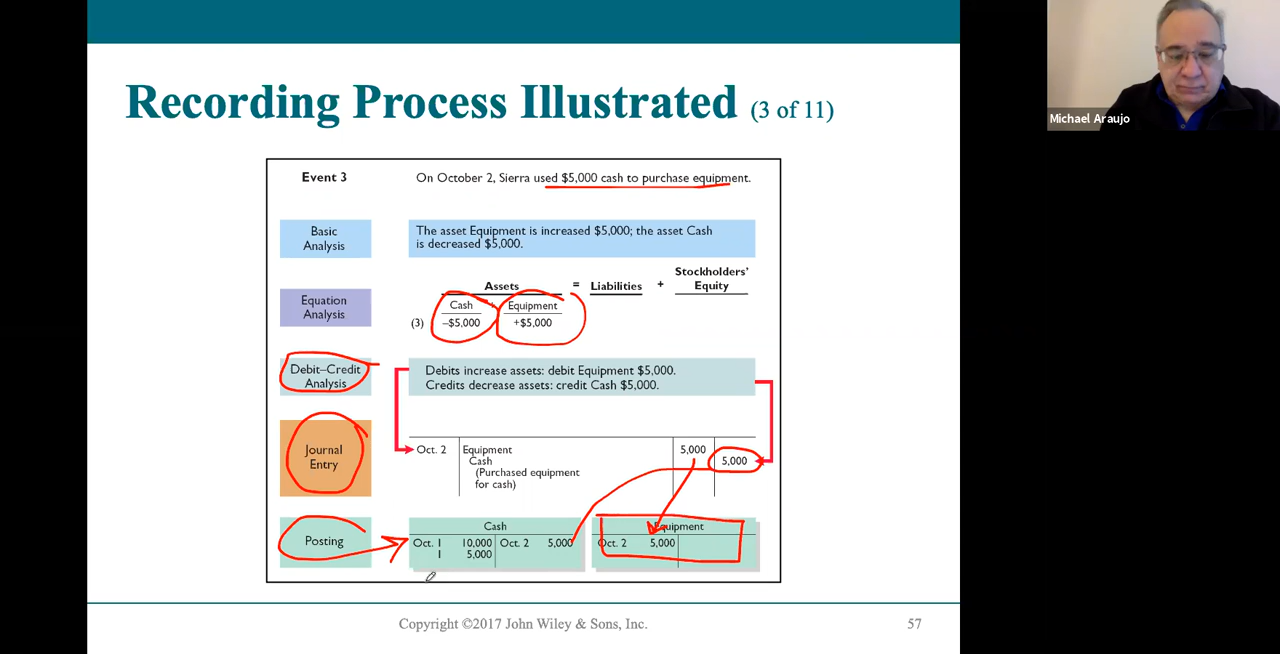 Recording Process Illustrated (3 of 11)
Michael Araujo
Event 3
On October 2, Sierra used $5,000 cash to purchase equipment.
Basic
Analysis
The asset Equipment is increased $5,000; the asset Cash
is decreased $5,000.
Equation
Analysis
Assets = Liabilities + Stockholders'
Equity
Cash + Equipment
(3) –$5,000 +$5,000
Debit–Credit
Analysis
Debits increase assets: debit Equipment $5,000.
Credits decrease assets: credit Cash $5,000.
Journal
Entry
Oct. 2 Equipment 5,000
Cash 5,000
(Purchased equipment
for cash)
Posting
Cash
Oct. 1 10,000 Oct. 2 5,000
1 5,000
Equipment
Oct. 2 5,000
Copyright ©2017 John Wiley & Sons, Inc.
57